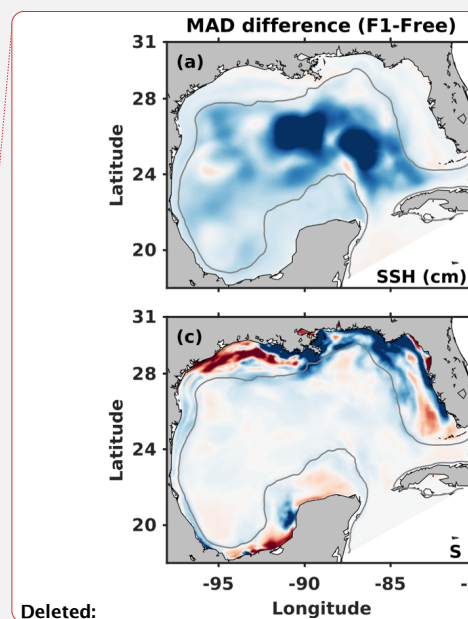 MAD difference (F1-Free)
31
(a)
28
Latitude
24
20
SSH (cm)
31
(c)
28
Latitude
24
20
S
-95
-90
-85
Longitude
Deleted: